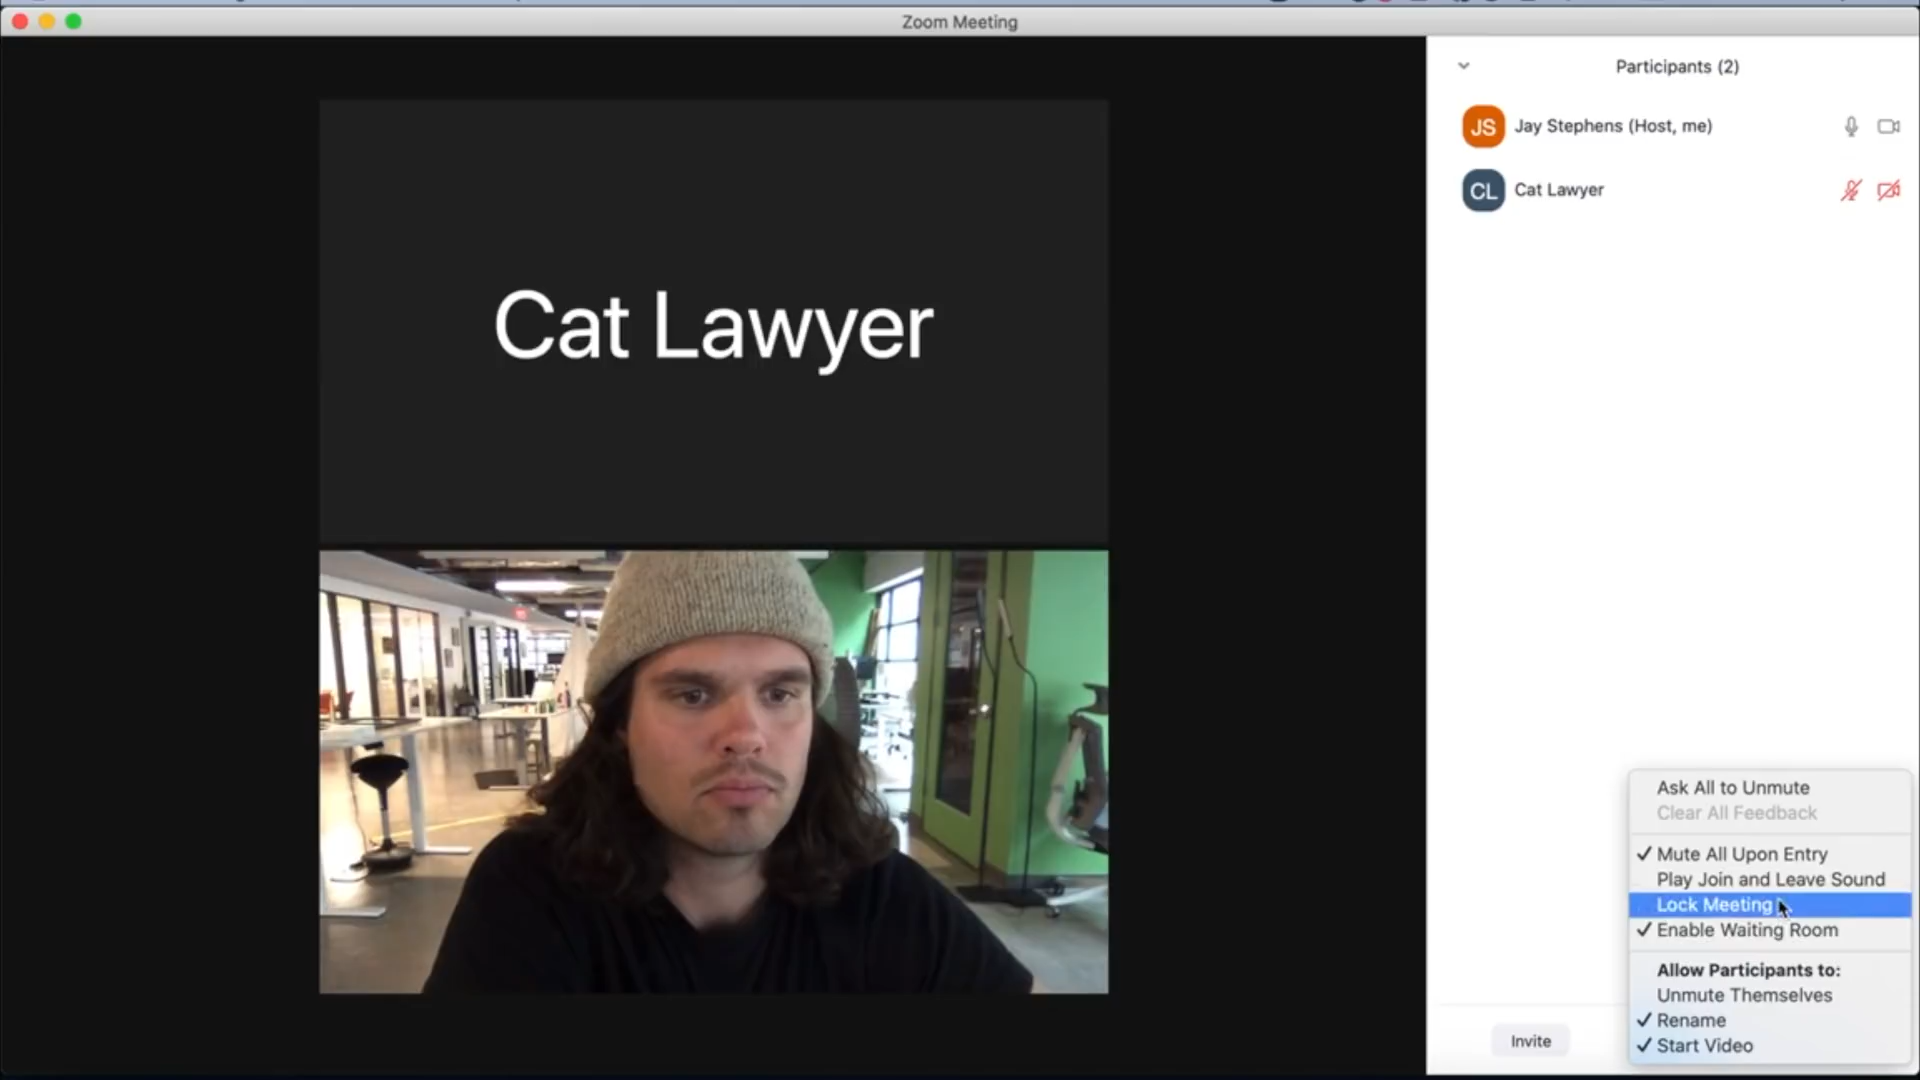 Zoom Meeting
Participants (2)
JS Jay Stephens (Host, me)
CL Cat Lawyer
Cat Lawyer
Ask All to Unmute
Clear All Feedback
✓ Mute All Upon Entry
Play Join and Leave Sound
Lock Meeting
✓ Enable Waiting Room
Allow Participants to:
Unmute Themselves
✓ Rename
✓ Start Video
Invite